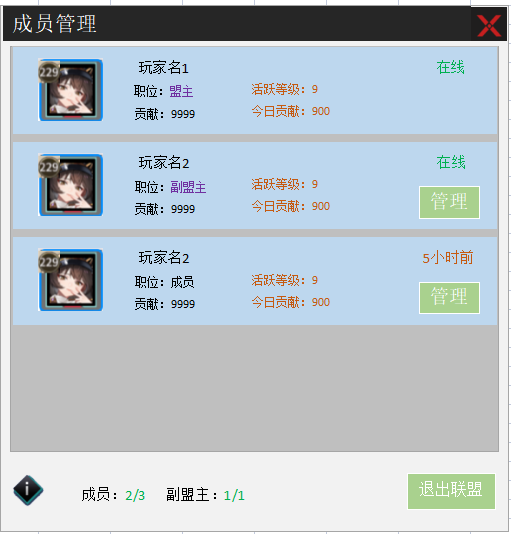 成员管理
229
玩家名1
在线
职位：盟主
活跃等级：9
贡献：9999
今日贡献：900
229
玩家名2
在线
职位：副盟主
活跃等级：9
管理
贡献：9999
今日贡献：900
229
玩家名2
5小时前
职位：成员
活跃等级：9
管理
贡献：9999
今日贡献：900
成员：2/3 副盟主：1/1
退出联盟